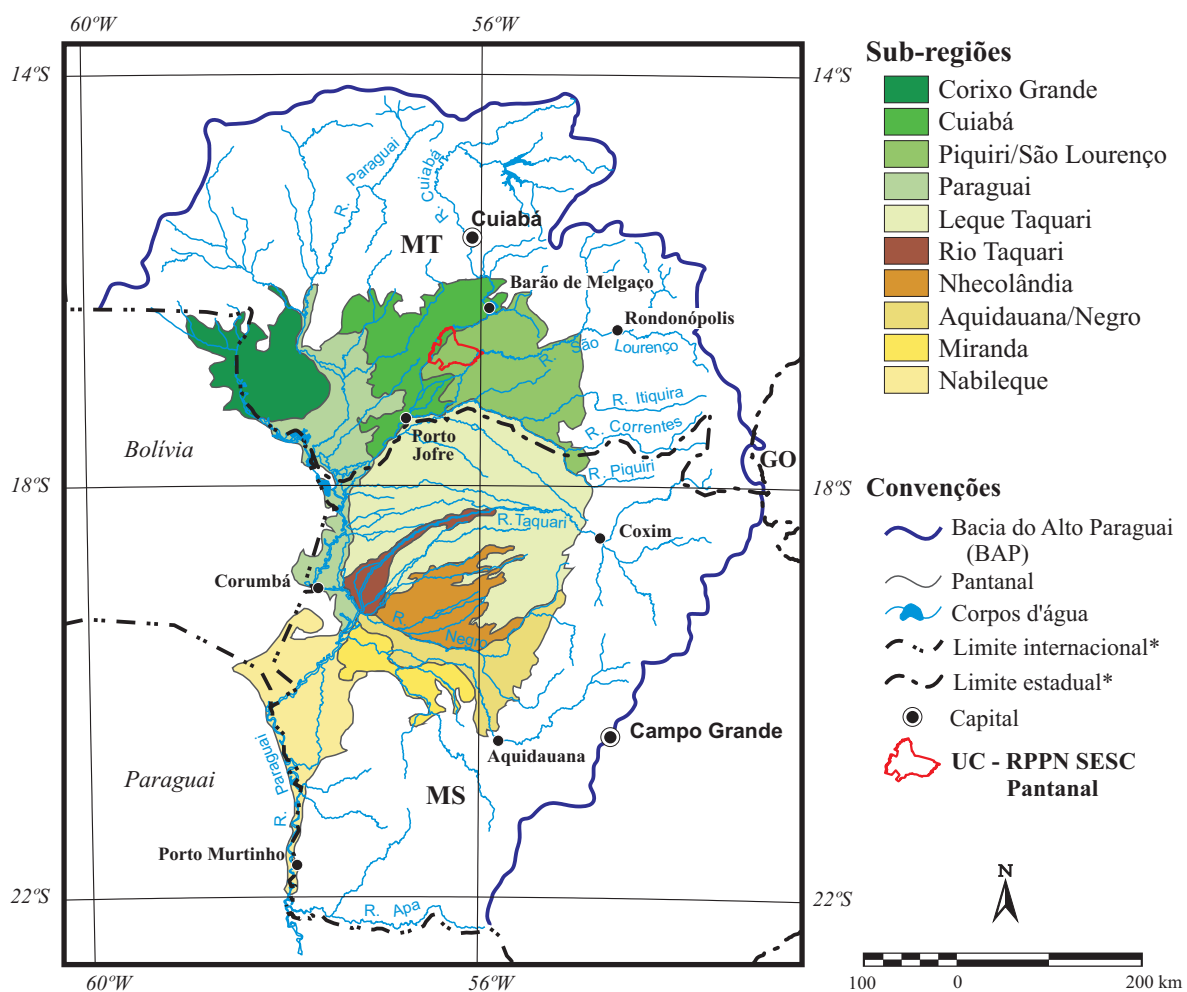 60ºW
56ºW
14ºS
14ºS
R. Paraguai
R. Cuiabá
Cuiabá
MT
Barão de Melgaço
Rondonópolis
R. São Lourenço
R. Itiquira
R. Correntes
Porto
Jofre
Bolívia
R. Piquiri
GO
18ºS
18ºS
R. Taquari
Coxim
Corumbá
R. Negro
Campo Grande
Aquidauana
R. Paraguai
Paraguai
MS
Porto Murtinho
22ºS
22ºS
R. Apa
60ºW
56ºW
Sub-regiões
Corixo Grande
Cuiabá
Piquiri/São Lourenço
Paraguai
Leque Taquari
Rio Taquari
Nhecolândia
Aquidauana/Negro
Miranda
Nabileque
Convenções
Bacia do Alto Paraguai
(BAP)
Pantanal
Corpos d'água
Limite internacional*
Limite estadual*
Capital
UC - RPPN SESC
Pantanal
N
100 0 200 km